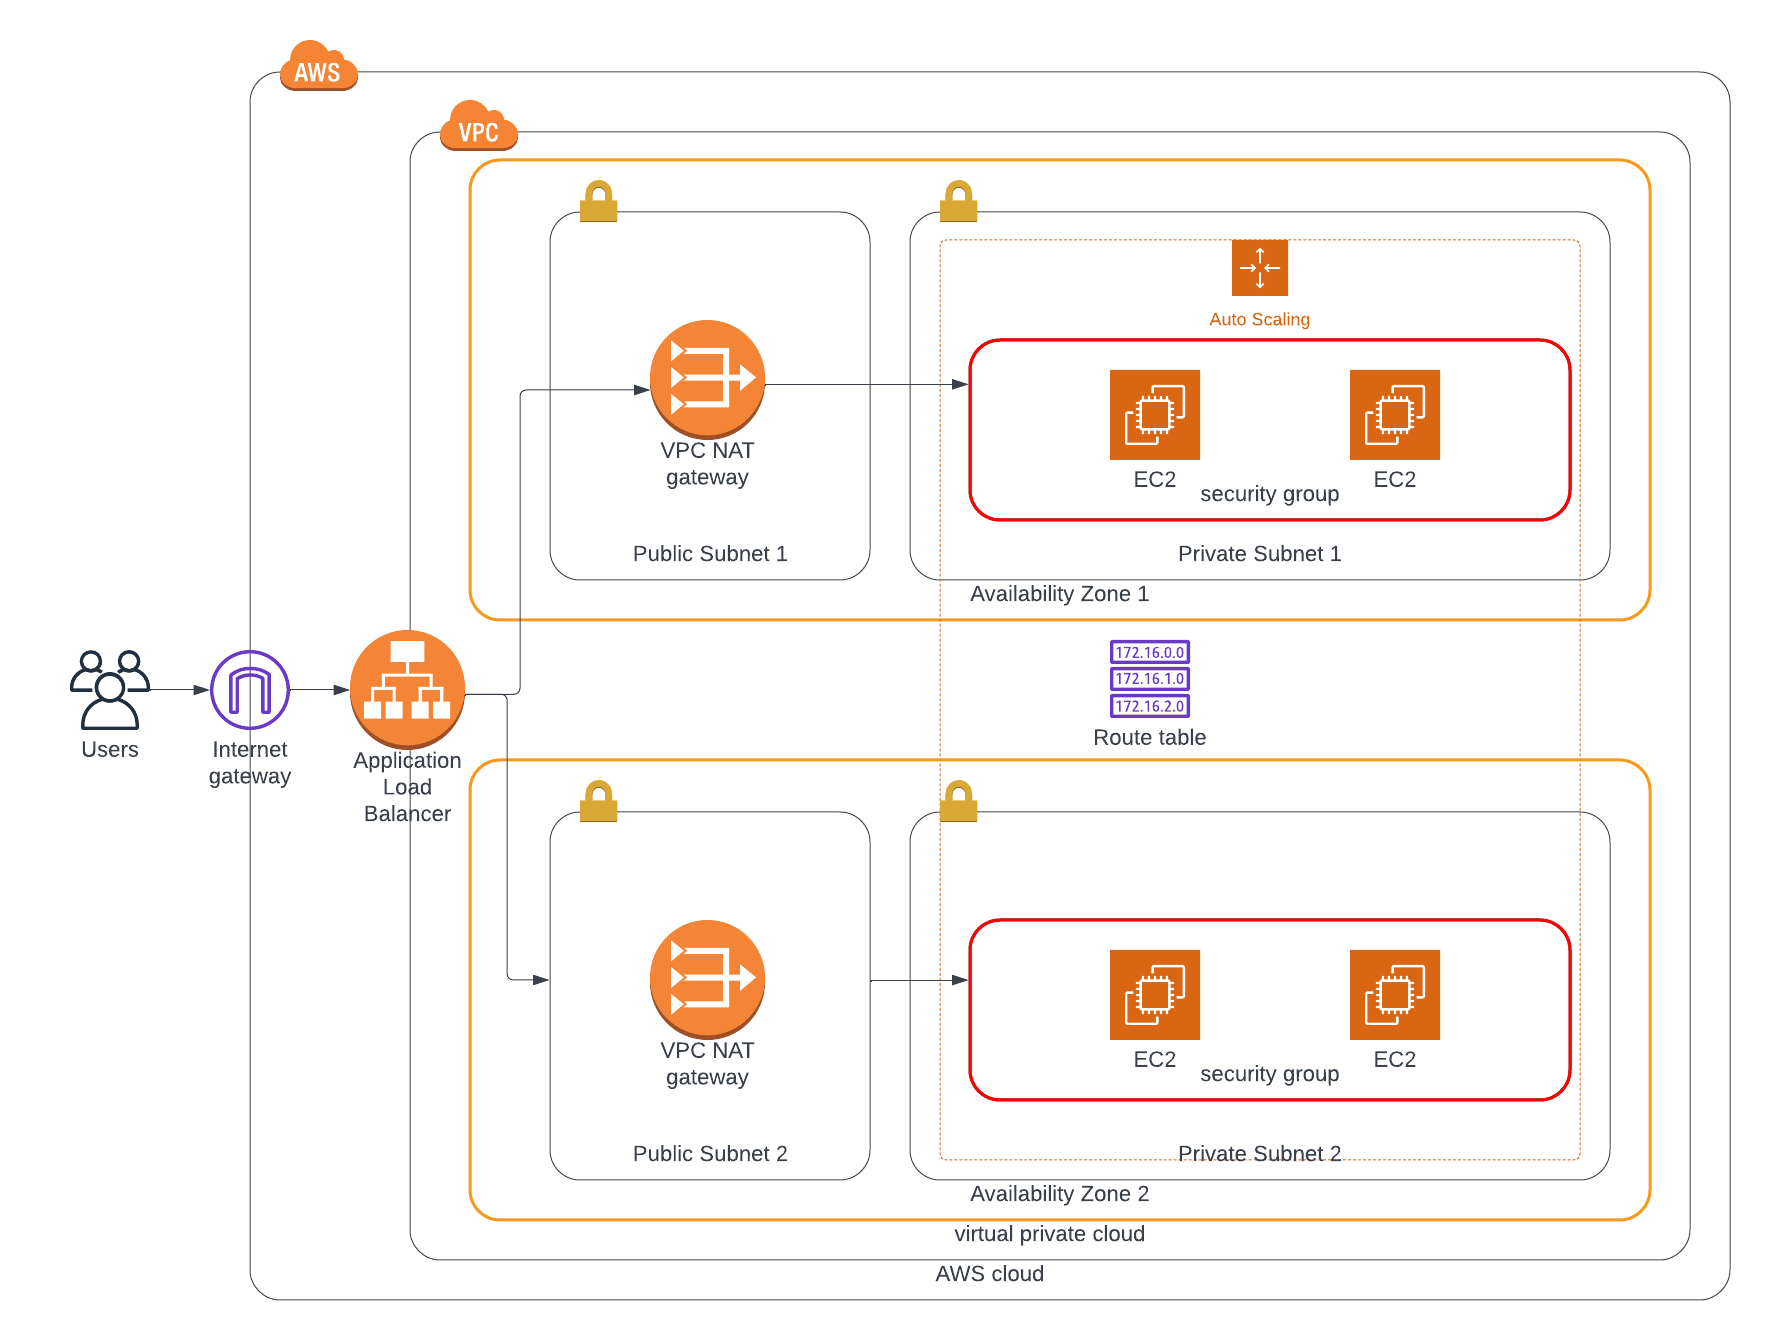 AWS
VPC
Auto Scaling
VPC NAT
gateway
EC2
EC2
security group
Public Subnet 1
Private Subnet 1
Availability Zone 1
172.16.0.0
172.16.1.0
172.16.2.0
Route table
Users
Internet
gateway
Application
Load
Balancer
VPC NAT
gateway
EC2
EC2
security group
Public Subnet 2
Private Subnet 2
Availability Zone 2
virtual private cloud
AWS cloud